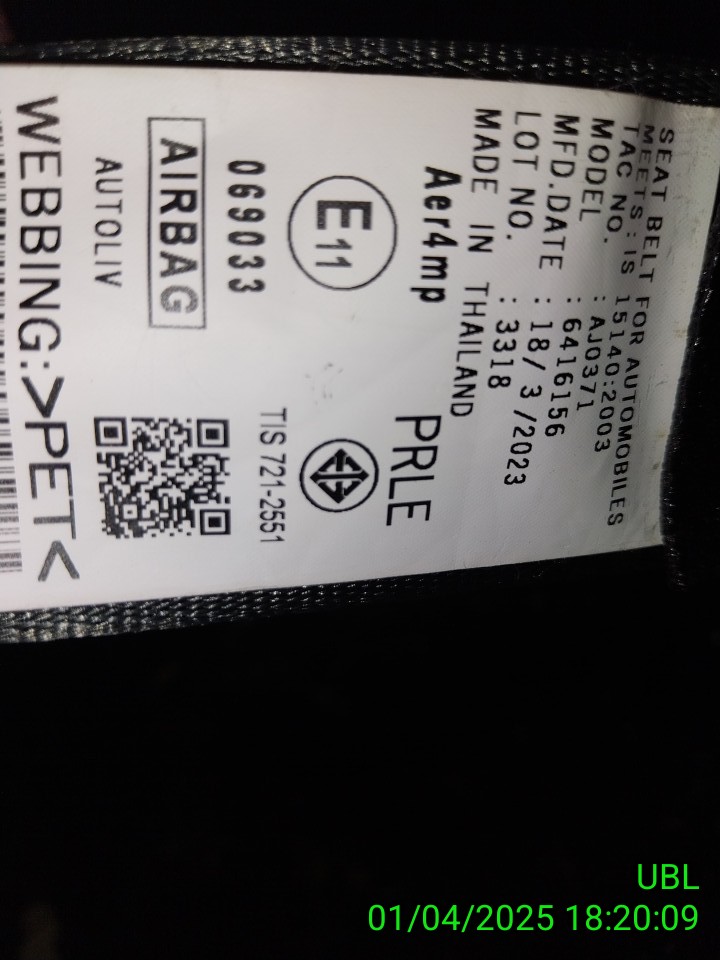 SEAT BELT FOR AUTOMOBILES
MEETS : IS 15140:2003
TAC NO. : AJ0371
MODEL : 6416156
MFD.DATE : 18/ 3 /2023
LOT NO. : 3318
MADE IN THAILAND
Aer4mp
PRLE
E11
069033
TIS 721-2551
AIRBAG
AUTOLIV
WEBBING:>PET<
UBL
01/04/2025 18:20:09